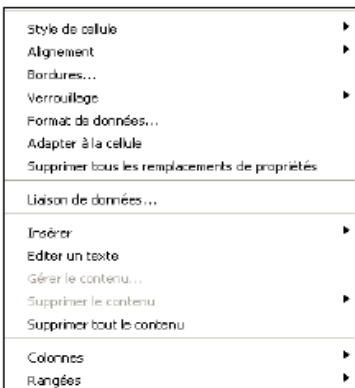 Style de cellule
Alignement
Bordures...
Verrouillage
Format de données...
Adapter à la cellule
Supprimer tous les remplacements de propriétés
Liaison de données...
Insérer
Editer un texte
Gérer le contenu...
Supprimer le contenu
Supprimer tout le contenu
Colonnes
Rangées